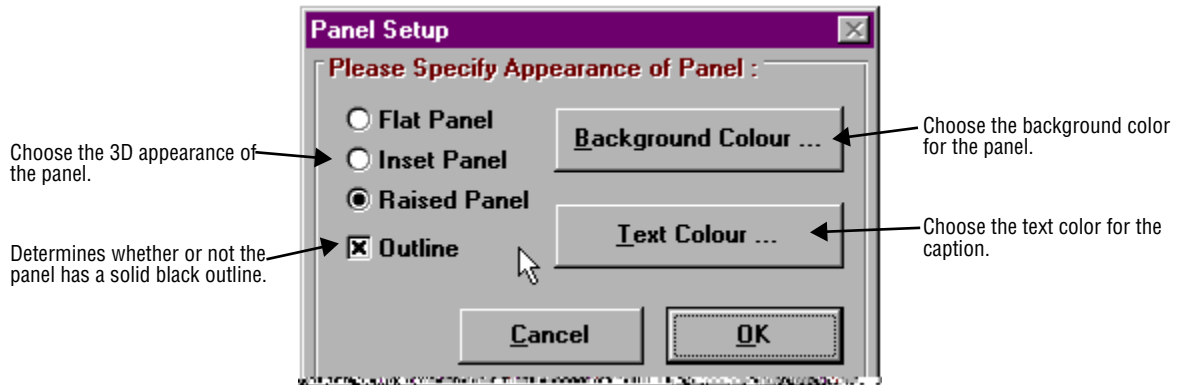 Panel Setup
Please Specify Appearance of Panel :
Flat Panel
Inset Panel
Raised Panel
Outline
Background Colour ...
Text Colour ...
Cancel
OK
Choose the 3D appearance of
the panel.
Determines whether or not the
panel has a solid black outline.
Choose the background color
for the panel.
Choose the text color for the
caption.